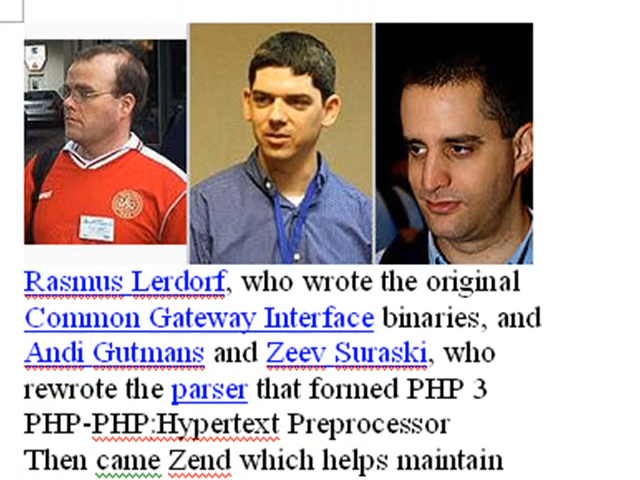 Rasmus Lerdorf, who wrote the original
Common Gateway Interface binaries, and
Andi Gutmans and Zeev Suraski, who
rewrote the parser that formed PHP 3
PHP-PHP:Hypertext Preprocessor
Then came Zend which helps maintain